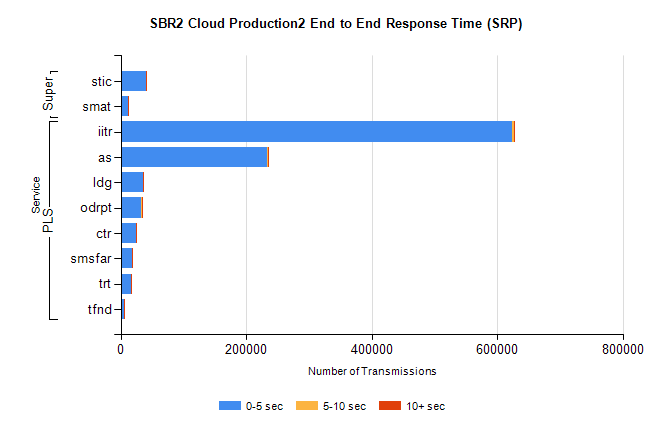 SBR2 Cloud Production2 End to End Response Time (SRP)
Service
Super
PLS
stic
smat
iitr
as
ldg
odrpt
ctr
smsfar
trt
tfnd
0 200000 400000 600000 800000
Number of Transmissions
0-5 sec 5-10 sec 10+ sec